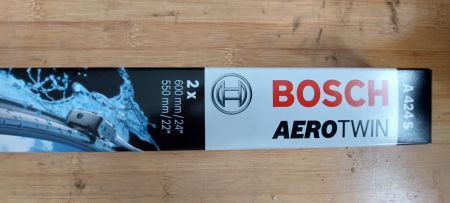 2 x
600 mm / 24"
550 mm / 22"
BOSCH
AEROTWIN
A 424 S